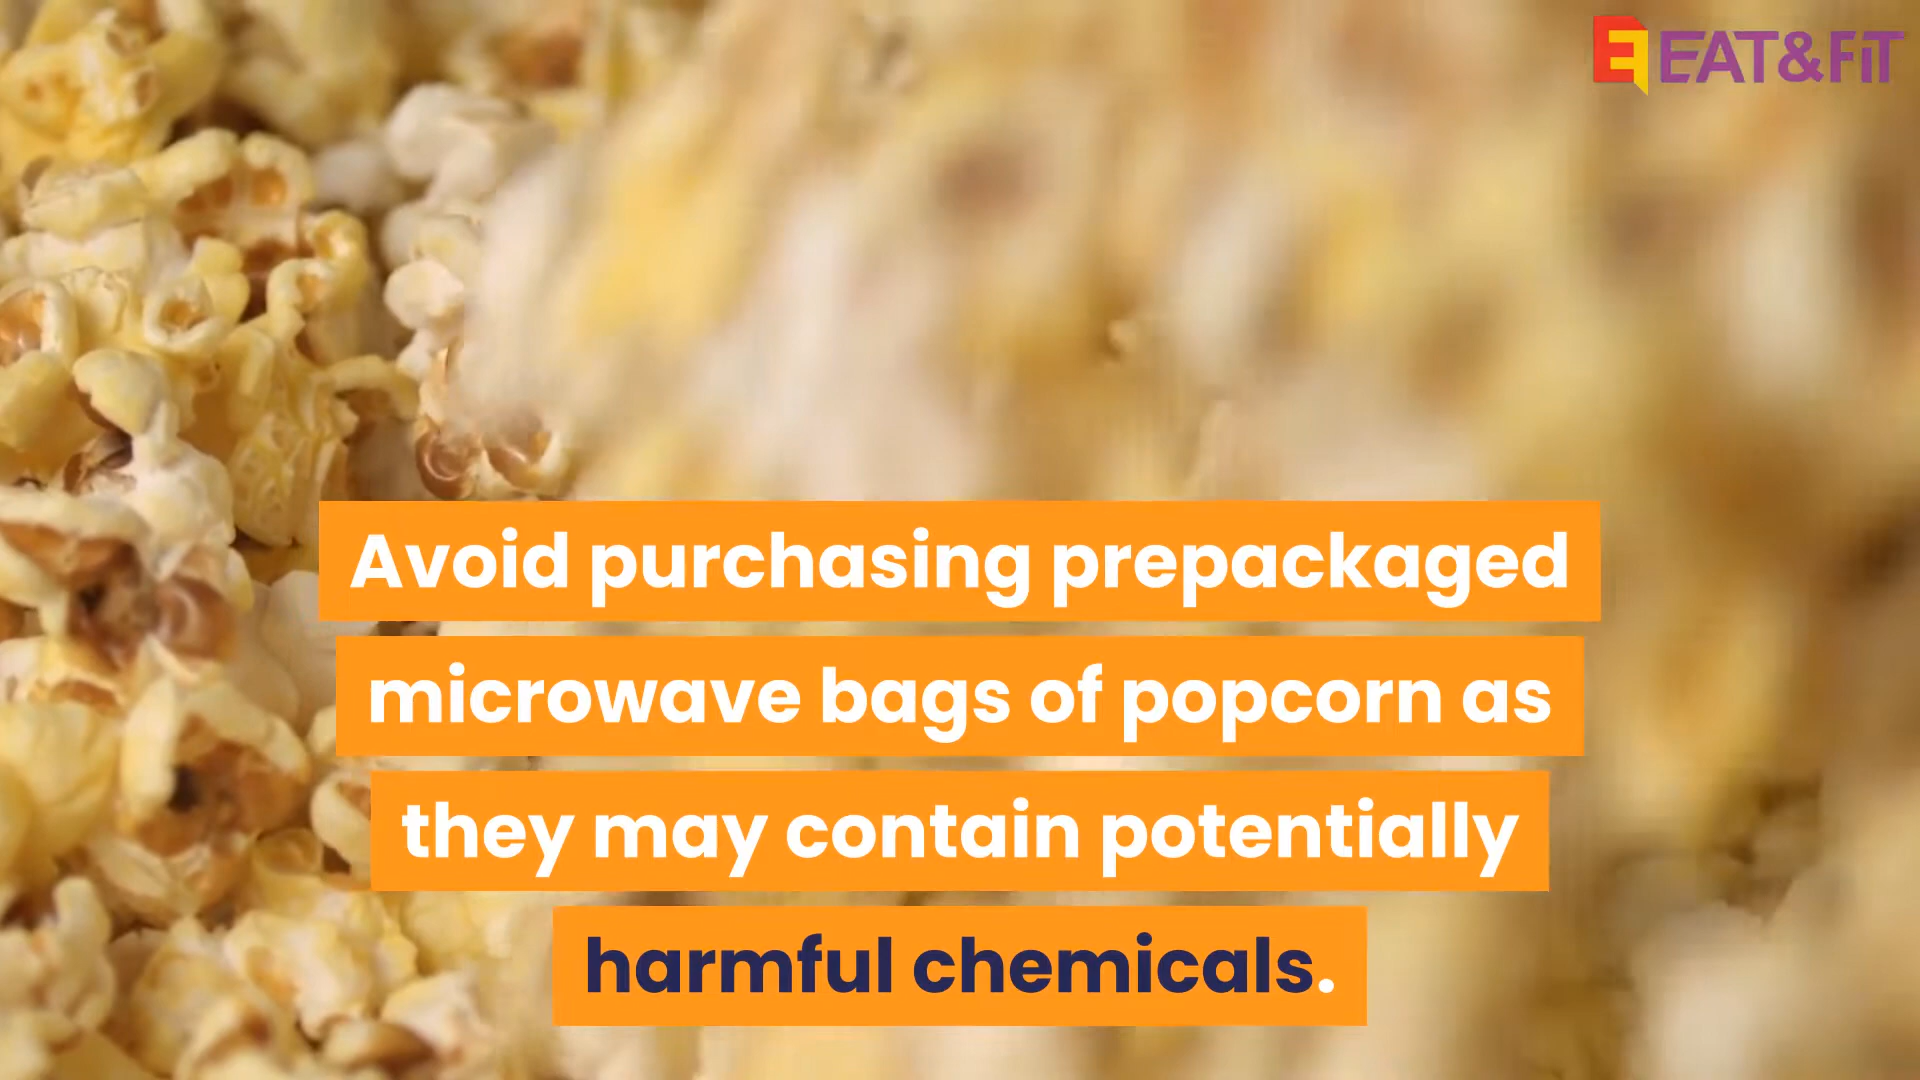 EAT&FiT
Avoid purchasing prepackaged
microwave bags of popcorn as
they may contain potentially
harmful chemicals.